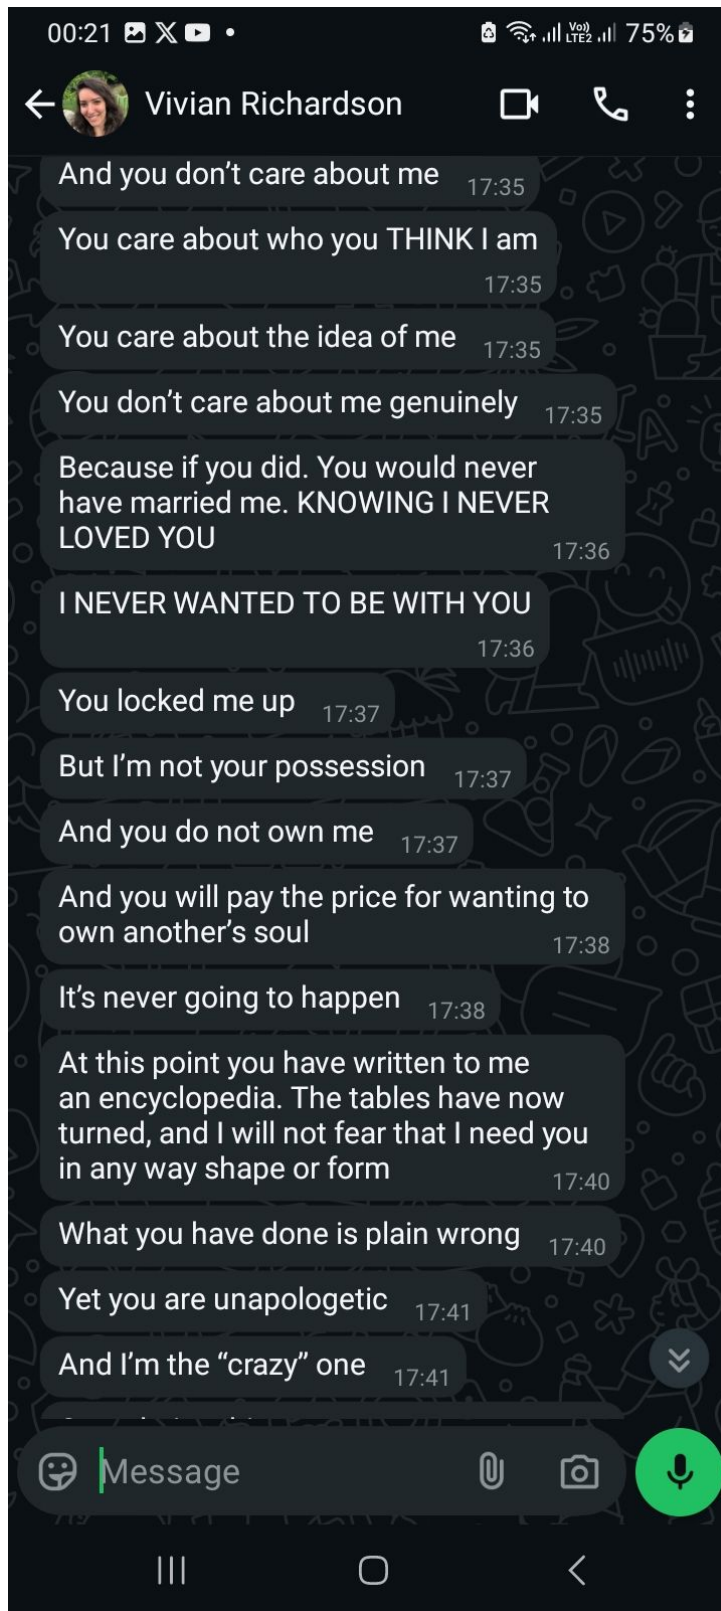 00:21 75%
Vo))
LTE2
Vivian Richardson
And you don’t care about me 17:35
You care about who you THINK I am
17:35
You care about the idea of me 17:35
You don’t care about me genuinely 17:35
Because if you did. You would never
have married me. KNOWING I NEVER
LOVED YOU 17:36
I NEVER WANTED TO BE WITH YOU
17:36
You locked me up 17:37
But I’m not your possession 17:37
And you do not own me 17:37
And you will pay the price for wanting to
own another’s soul 17:38
It’s never going to happen 17:38
At this point you have written to me
an encyclopedia. The tables have now
turned, and I will not fear that I need you
in any way shape or form 17:40
What you have done is plain wrong 17:40
Yet you are unapologetic 17:41
And I’m the “crazy” one 17:41
Message